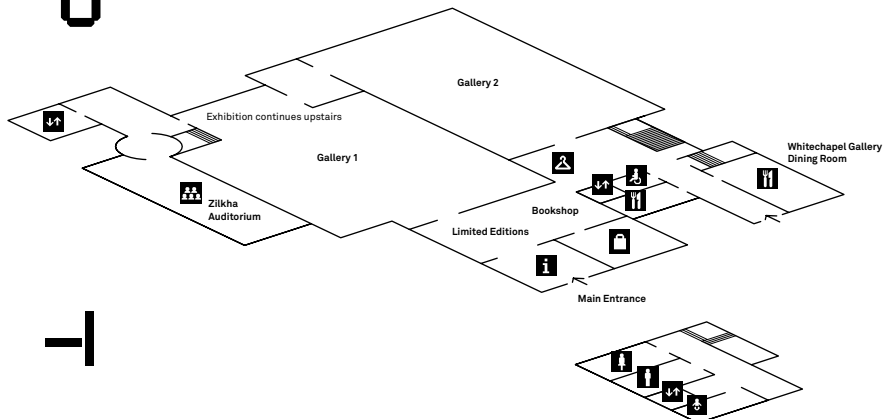 Gallery 2
Exhibition continues upstairs
Whitechapel Gallery
Dining Room
Gallery 1
Zilkha
Auditorium
Bookshop
Limited Editions
i
Main Entrance